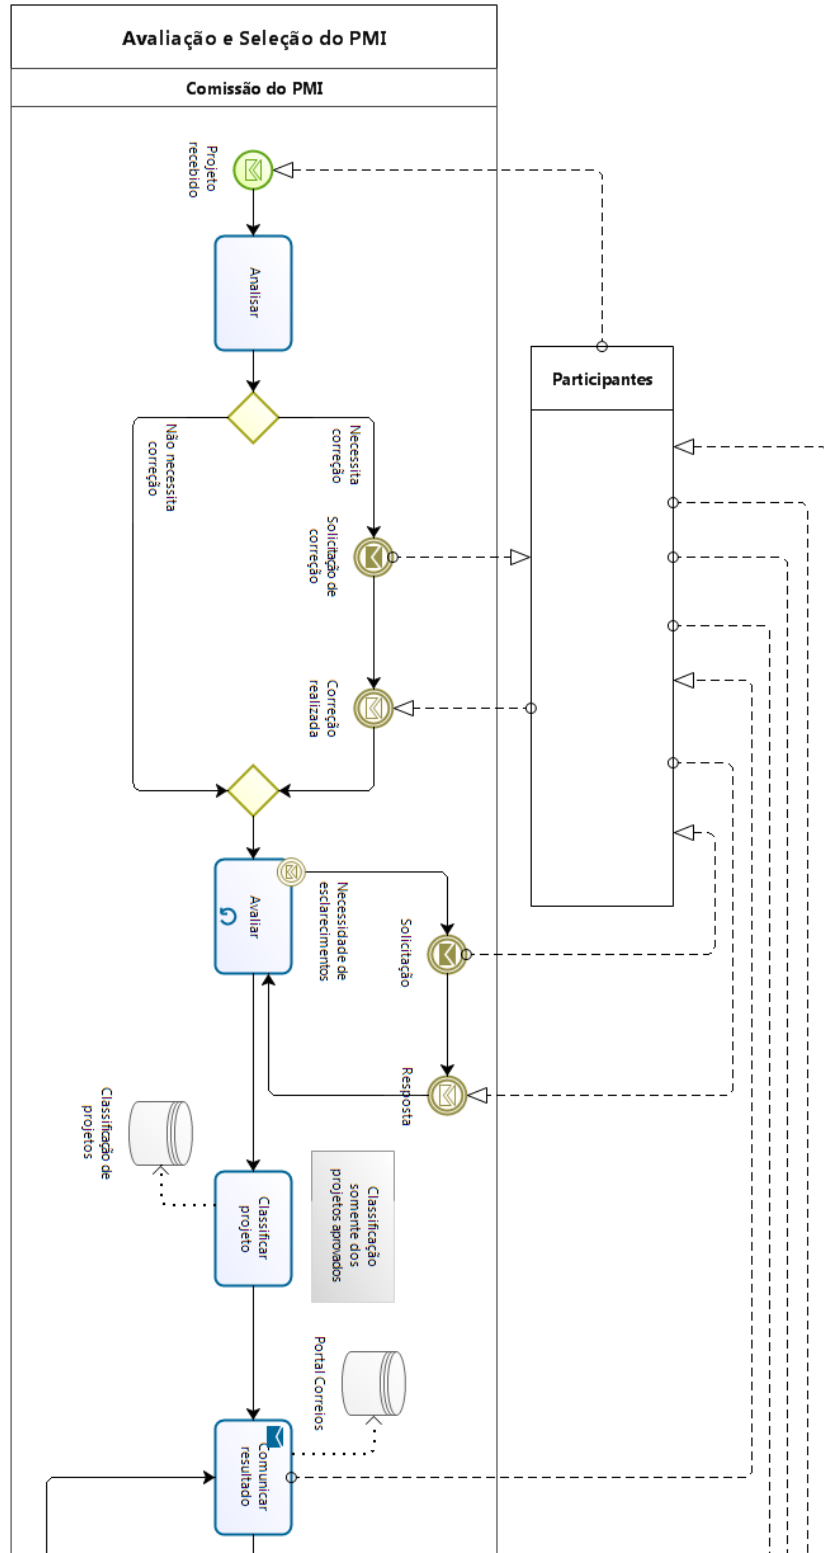 Avaliação e Seleção do PMI
Comissão do PMI
Projeto
recebido
Analisar
Participantes
Não necessita
correção
Necessita
correção
Solicitação de
correção
Correção
realizada
Avaliar
Necessidade de
esclarecimentos
Solicitação
Resposta
Classificação de
projetos
Classificar
projeto
Classificação
somente dos
projetos aprovados
Portal Correios
Comunicar
resultado